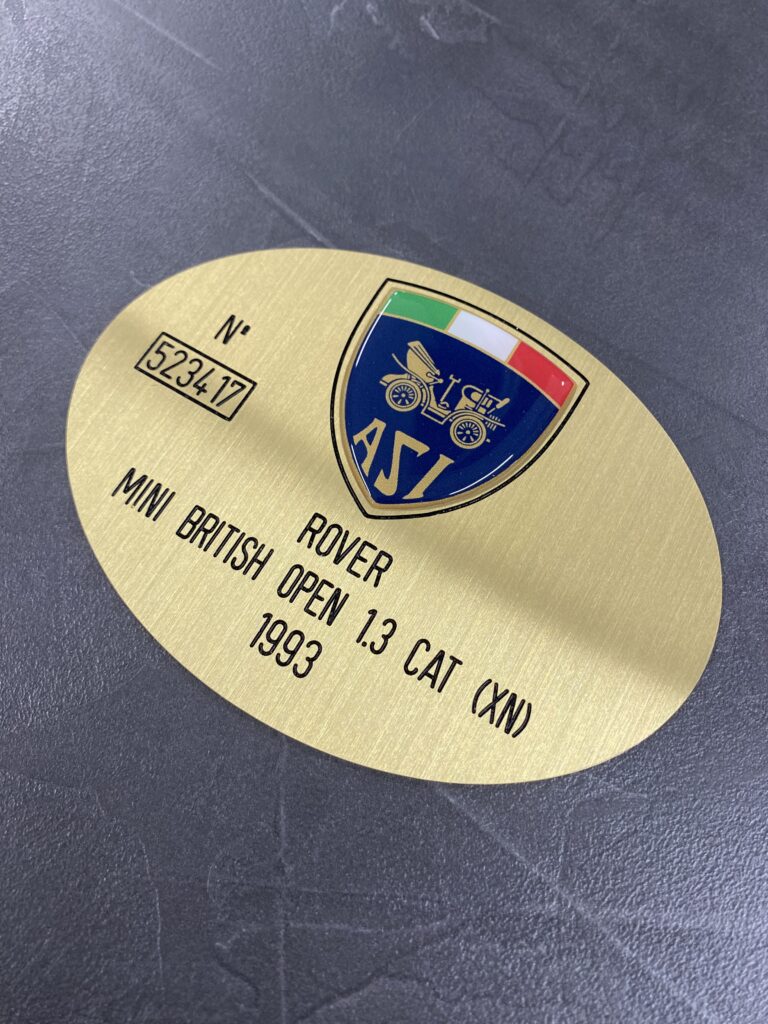 N°
523417
ASI
ROVER
MINI BRITISH OPEN 1.3 CAT (XN)
1993